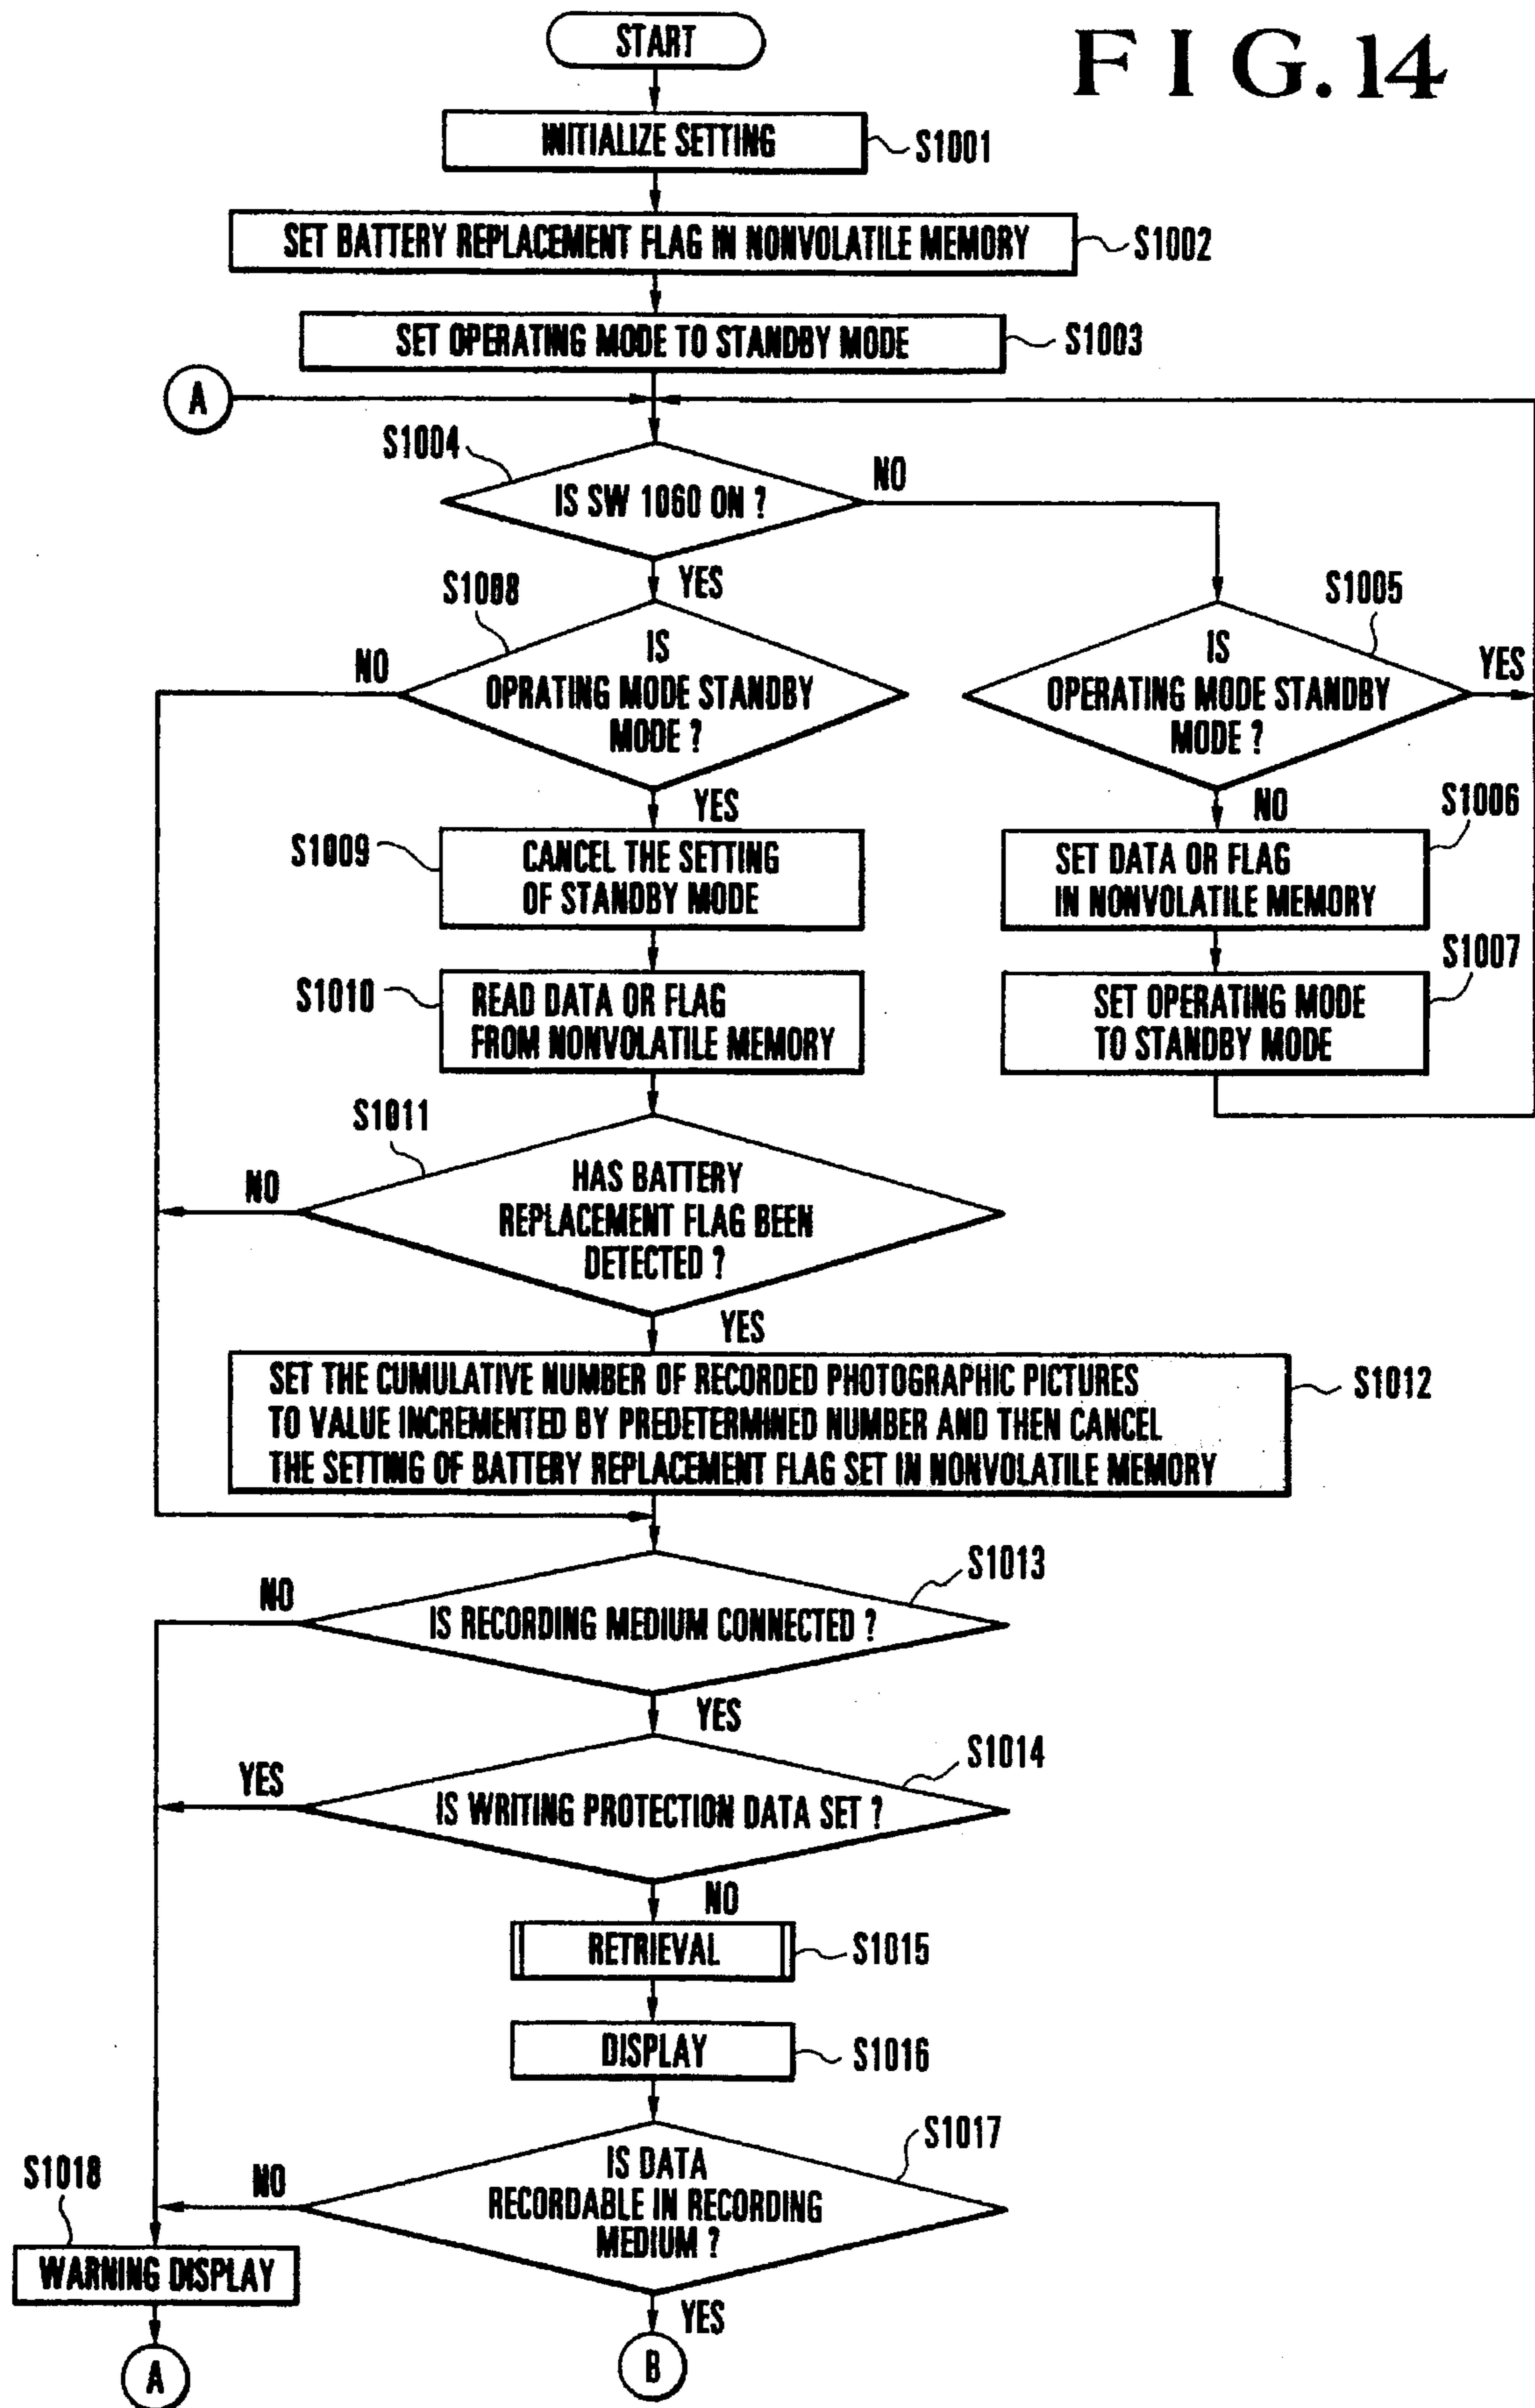 START
FIG.14
INITIALIZE SETTING
S1001
SET BATTERY REPLACEMENT FLAG IN NONVOLATILE MEMORY
S1002
SET OPERATING MODE TO STANDBY MODE
S1003
A
S1004
IS SW 1060 ON ?
NO
YES
S1008
NO
IS
OPRATING MODE STANDBY
MODE ?
S1005
IS
OPERATING MODE STANDBY
MODE ?
YES
YES
NO
S1009
CANCEL THE SETTING
OF STANDBY MODE
S1006
SET DATA OR FLAG
IN NONVOLATILE MEMORY
S1010
READ DATA OR FLAG
FROM NONVOLATILE MEMORY
S1007
SET OPERATING MODE
TO STANDBY MODE
S1011
NO
HAS BATTERY
REPLACEMENT FLAG BEEN
DETECTED ?
YES
SET THE CUMULATIVE NUMBER OF RECORDED PHOTOGRAPHIC PICTURES
TO VALUE INCREMENTED BY PREDETERMINED NUMBER AND THEN CANCEL
THE SETTING OF BATTERY REPLACEMENT FLAG SET IN NONVOLATILE MEMORY
S1012
S1013
NO
IS RECORDING MEDIUM CONNECTED ?
YES
S1014
YES
IS WRITING PROTECTION DATA SET ?
NO
RETRIEVAL
S1015
DISPLAY
S1016
S1017
S1018
NO
IS DATA
RECORDABLE IN RECORDING
MEDIUM ?
WARNING DISPLAY
YES
A
B